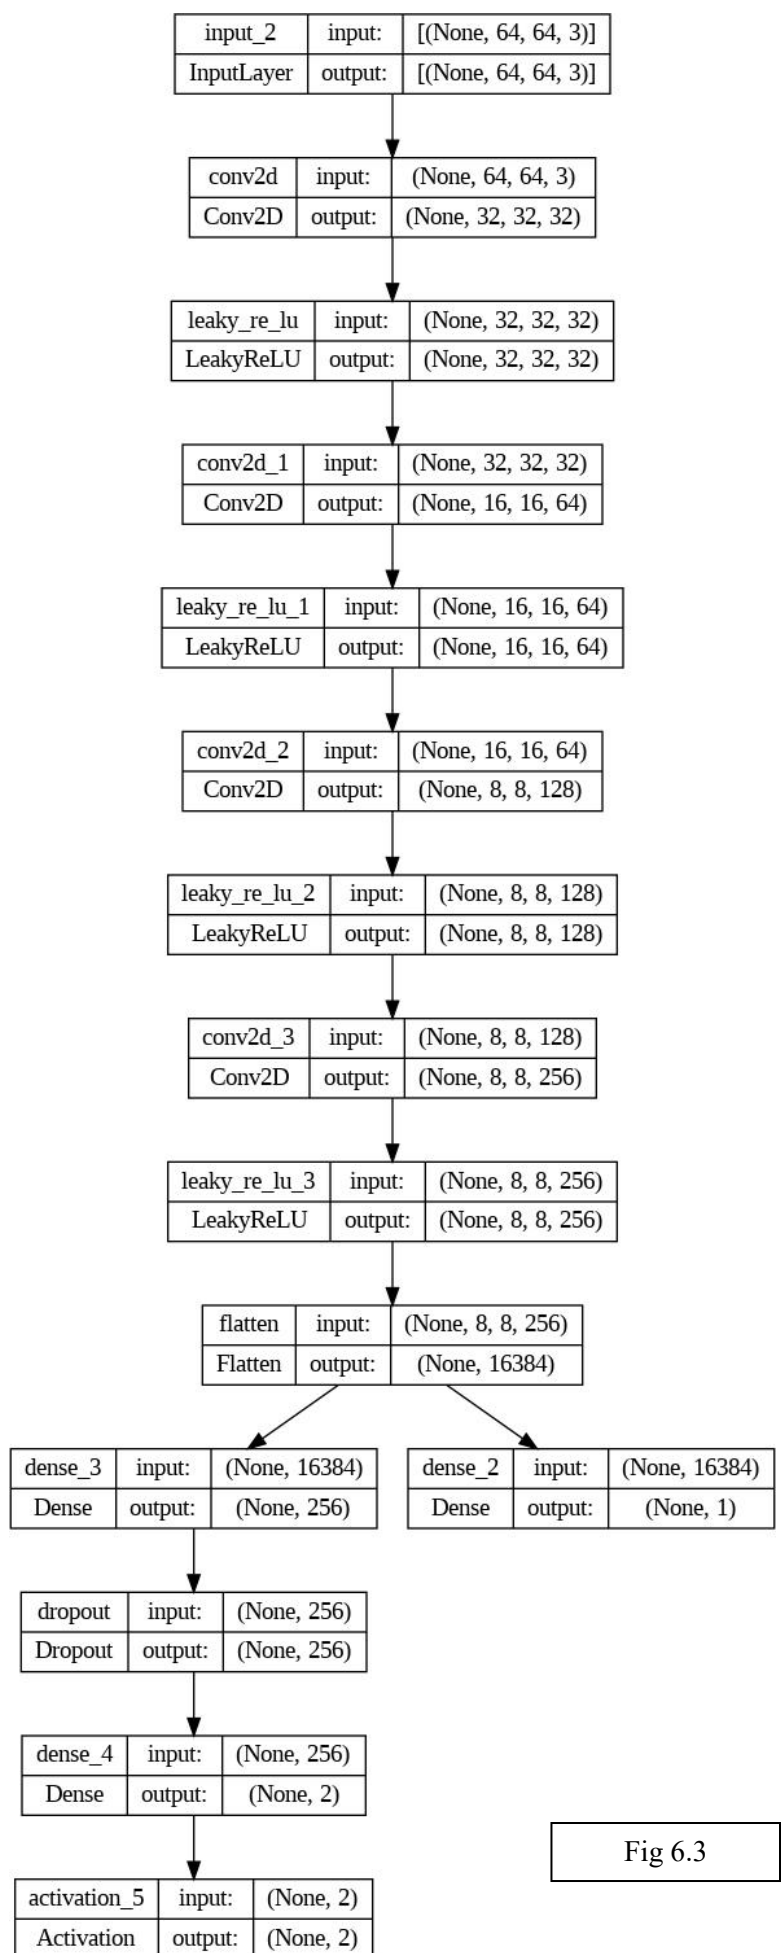 input_2 input: [(None, 64, 64, 3)]
InputLayer output: [(None, 64, 64, 3)]
conv2d input: (None, 64, 64, 3)
Conv2D output: (None, 32, 32, 32)
leaky_re_lu input: (None, 32, 32, 32)
LeakyReLU output: (None, 32, 32, 32)
conv2d_1 input: (None, 32, 32, 32)
Conv2D output: (None, 16, 16, 64)
leaky_re_lu_1 input: (None, 16, 16, 64)
LeakyReLU output: (None, 16, 16, 64)
conv2d_2 input: (None, 16, 16, 64)
Conv2D output: (None, 8, 8, 128)
leaky_re_lu_2 input: (None, 8, 8, 128)
LeakyReLU output: (None, 8, 8, 128)
conv2d_3 input: (None, 8, 8, 128)
Conv2D output: (None, 8, 8, 256)
leaky_re_lu_3 input: (None, 8, 8, 256)
LeakyReLU output: (None, 8, 8, 256)
flatten input: (None, 8, 8, 256)
Flatten output: (None, 16384)
dense_3 input: (None, 16384)
Dense output: (None, 256)
dense_2 input: (None, 16384)
Dense output: (None, 1)
dropout input: (None, 256)
Dropout output: (None, 256)
dense_4 input: (None, 256)
Dense output: (None, 2)
Fig 6.3
activation_5 input: (None, 2)
Activation output: (None, 2)